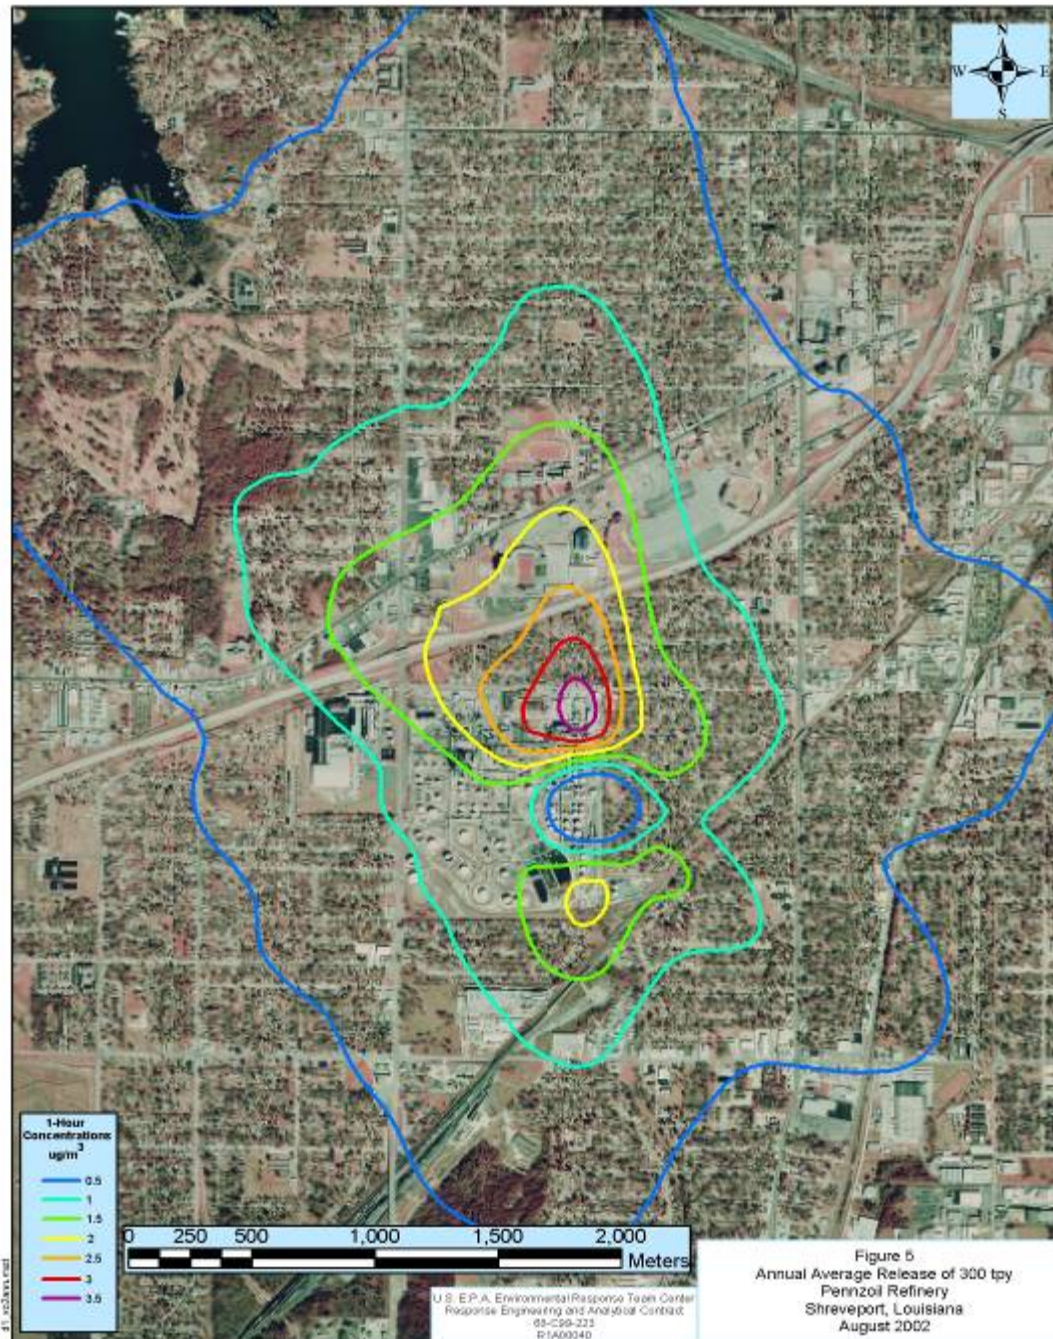 N
W E
S
1-Hour
Concentrations
ug/m3
0.5
1
1.5
2
2.5
3
3.5
0 250 500 1,000 1,500 2,000
Meters
U.S. E.P.A. Environmental Response Team Center
Response Engineering and Analytical Contract
68-C99-223
R1A00040
Figure 5
Annual Average Release of 300 tpy
Pennzoil Refinery
Shreveport, Louisiana
August 2002